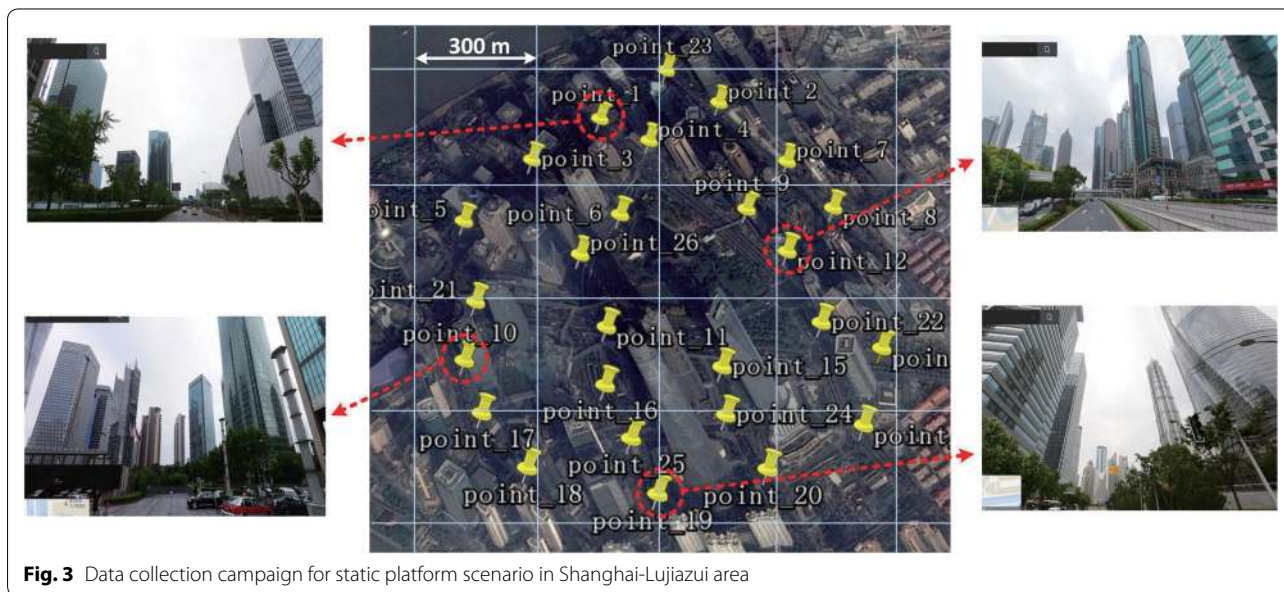 300 m
point_23
point_1
point_2
point_4
point_3
point_7
point_9
oint_5
point_6
point_8
point_26
point_12
oint_21
point_10
point_11
point_22
poin
point_15
point_16
point_24
point_17
point
point_25
point_18
point_20
point_19
Fig. 3 Data collection campaign for static platform scenario in Shanghai-Lujiazui area